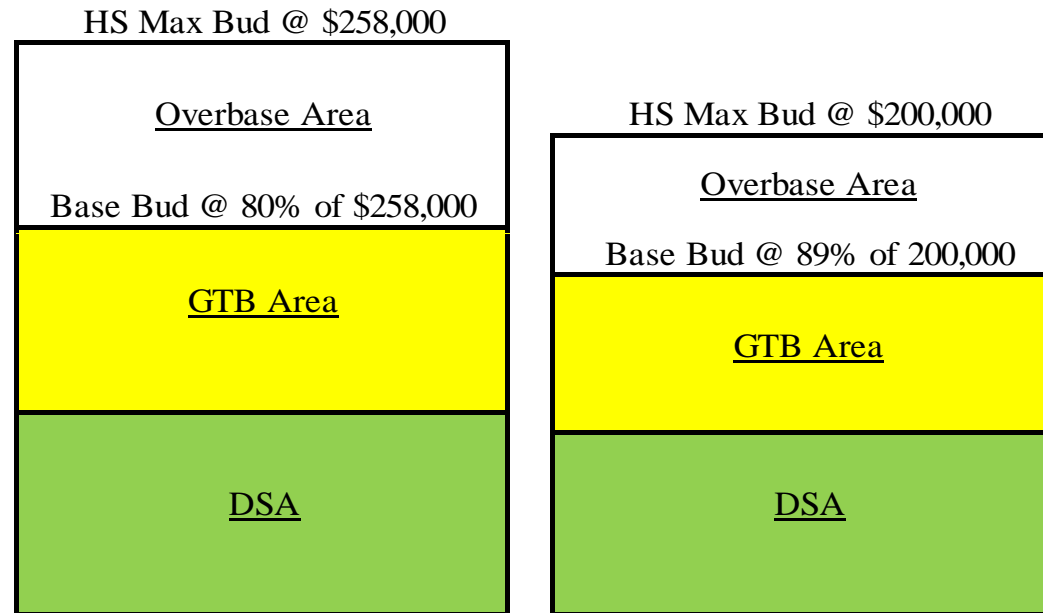 HS Max Bud @ $258,000
Overbase Area
Base Bud @ 80% of $258,000
GTB Area
DSA
HS Max Bud @ $200,000
Overbase Area
Base Bud @ 89% of 200,000
GTB Area
DSA